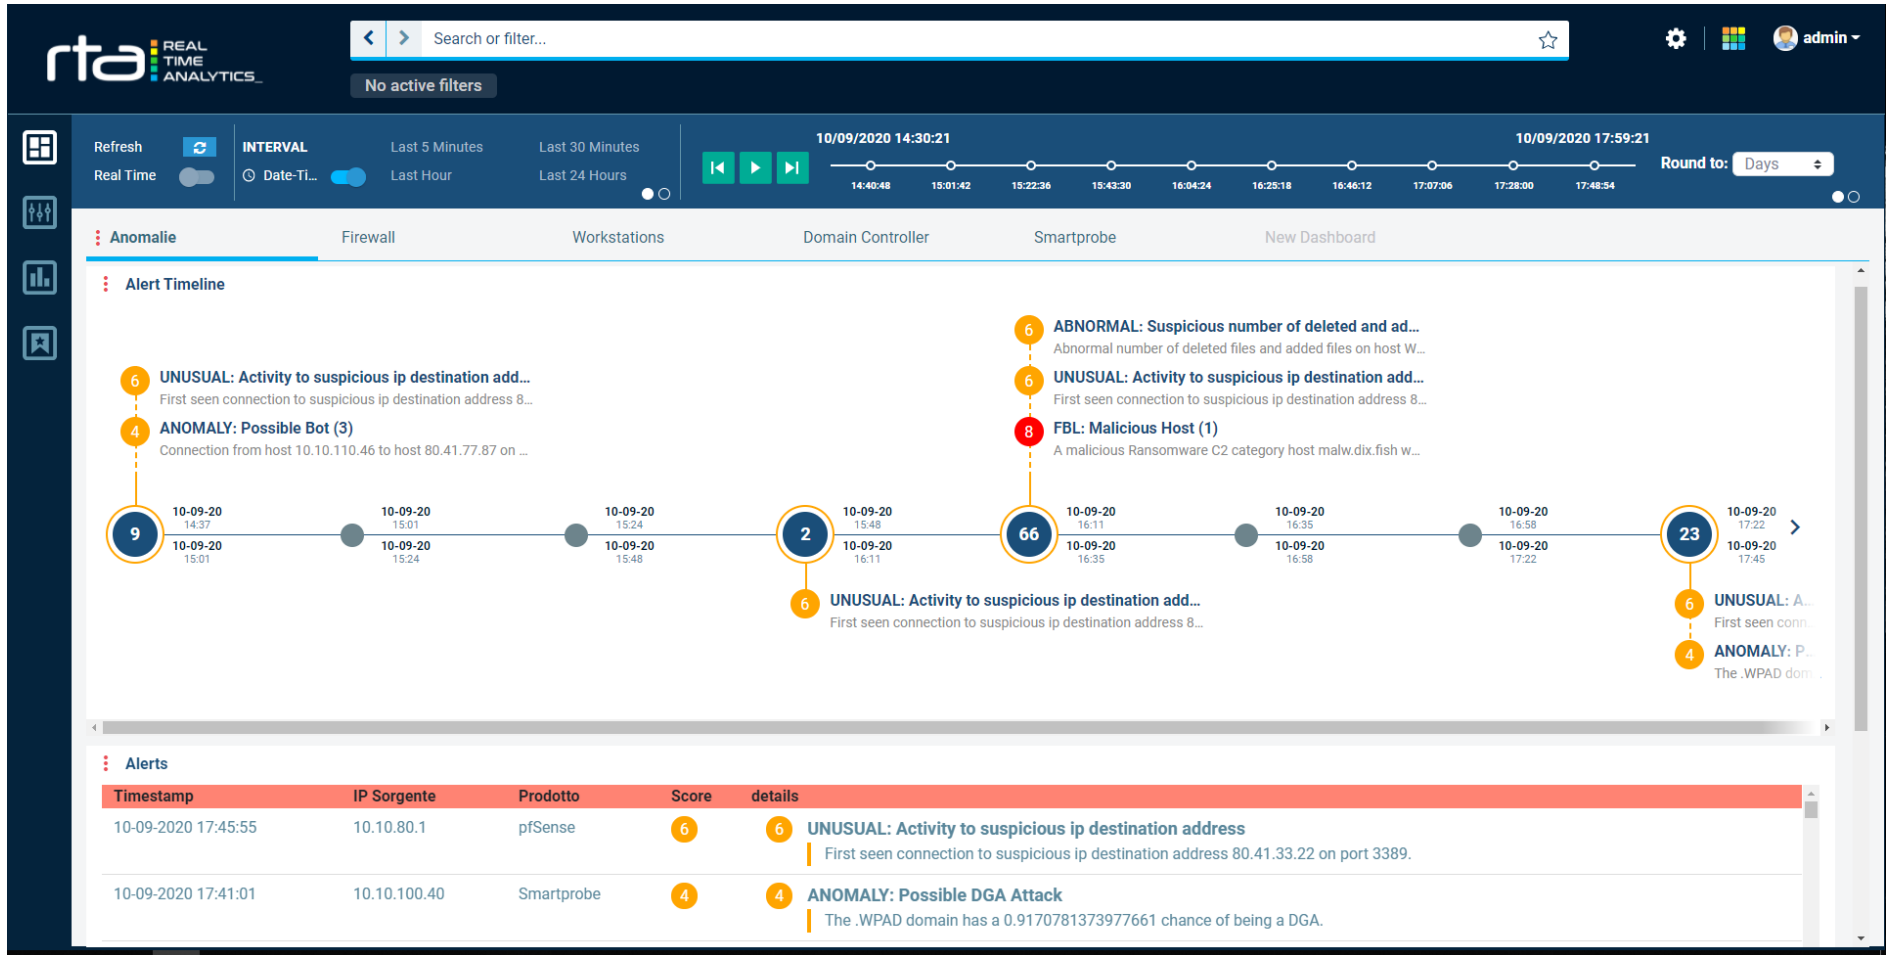 rta REAL TIME ANALYTICS_
Search or filter...
admin
No active filters
Refresh
Real Time
INTERVAL
Date-Ti...
Last 5 Minutes
Last 30 Minutes
Last Hour
Last 24 Hours
10/09/2020 14:30:21
10/09/2020 17:59:21
14:40:48 15:01:42 15:22:36 15:43:30 16:04:24 16:25:18 16:46:12 17:07:06 17:28:00 17:48:54
Round to: Days
Anomalie Firewall Workstations Domain Controller Smartprobe New Dashboard
Alert Timeline
6 UNUSUAL: Activity to suspicious ip destination add...
First seen connection to suspicious ip destination address 8...
4 ANOMALY: Possible Bot (3)
Connection from host 10.10.110.46 to host 80.41.77.87 on ...
6 ABNORMAL: Suspicious number of deleted and ad...
Abnormal number of deleted files and added files on host W...
6 UNUSUAL: Activity to suspicious ip destination add...
First seen connection to suspicious ip destination address 8...
8 FBL: Malicious Host (1)
A malicious Ransomware C2 category host malw.dix.fish w...
9
10-09-20
14:37
10-09-20
15:01
10-09-20
15:01
10-09-20
15:24
10-09-20
15:24
10-09-20
15:48
2
10-09-20
15:48
10-09-20
16:11
66
10-09-20
16:11
10-09-20
16:35
10-09-20
16:35
10-09-20
16:58
10-09-20
16:58
10-09-20
17:22
23
10-09-20
17:22
10-09-20
17:45
6 UNUSUAL: Activity to suspicious ip destination add...
First seen connection to suspicious ip destination address 8...
6 UNUSUAL: A...
First seen conn...
4 ANOMALY: P...
The .WPAD dom...
Alerts
Timestamp IP Sorgente Prodotto Score details
10-09-2020 17:45:55 10.10.80.1 pfSense 6 6 UNUSUAL: Activity to suspicious ip destination address
First seen connection to suspicious ip destination address 80.41.33.22 on port 3389.
10-09-2020 17:41:01 10.10.100.40 Smartprobe 4 4 ANOMALY: Possible DGA Attack
The .WPAD domain has a 0.9170781373977661 chance of being a DGA.